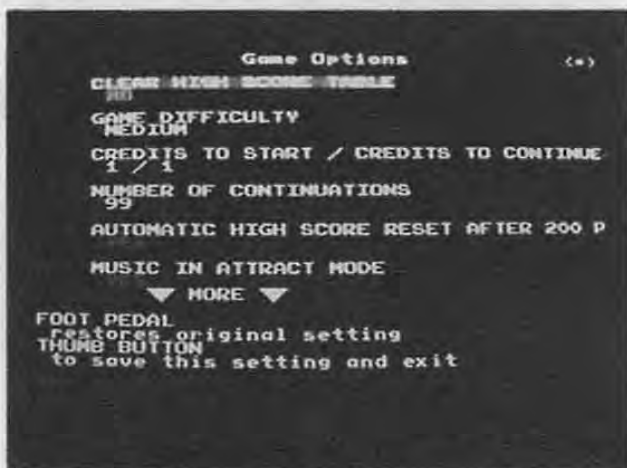 Game Options (*)
CLEAR HIGH SCORE TABLE
NO
GAME DIFFICULTY
MEDIUM
CREDITS TO START / CREDITS TO CONTINUE
1 / 1
NUMBER OF CONTINUATIONS
99
AUTOMATIC HIGH SCORE RESET AFTER 200 P
MUSIC IN ATTRACT MODE
MORE
FOOT PEDAL
restores original setting
THUMB BUTTON
to save this setting and exit